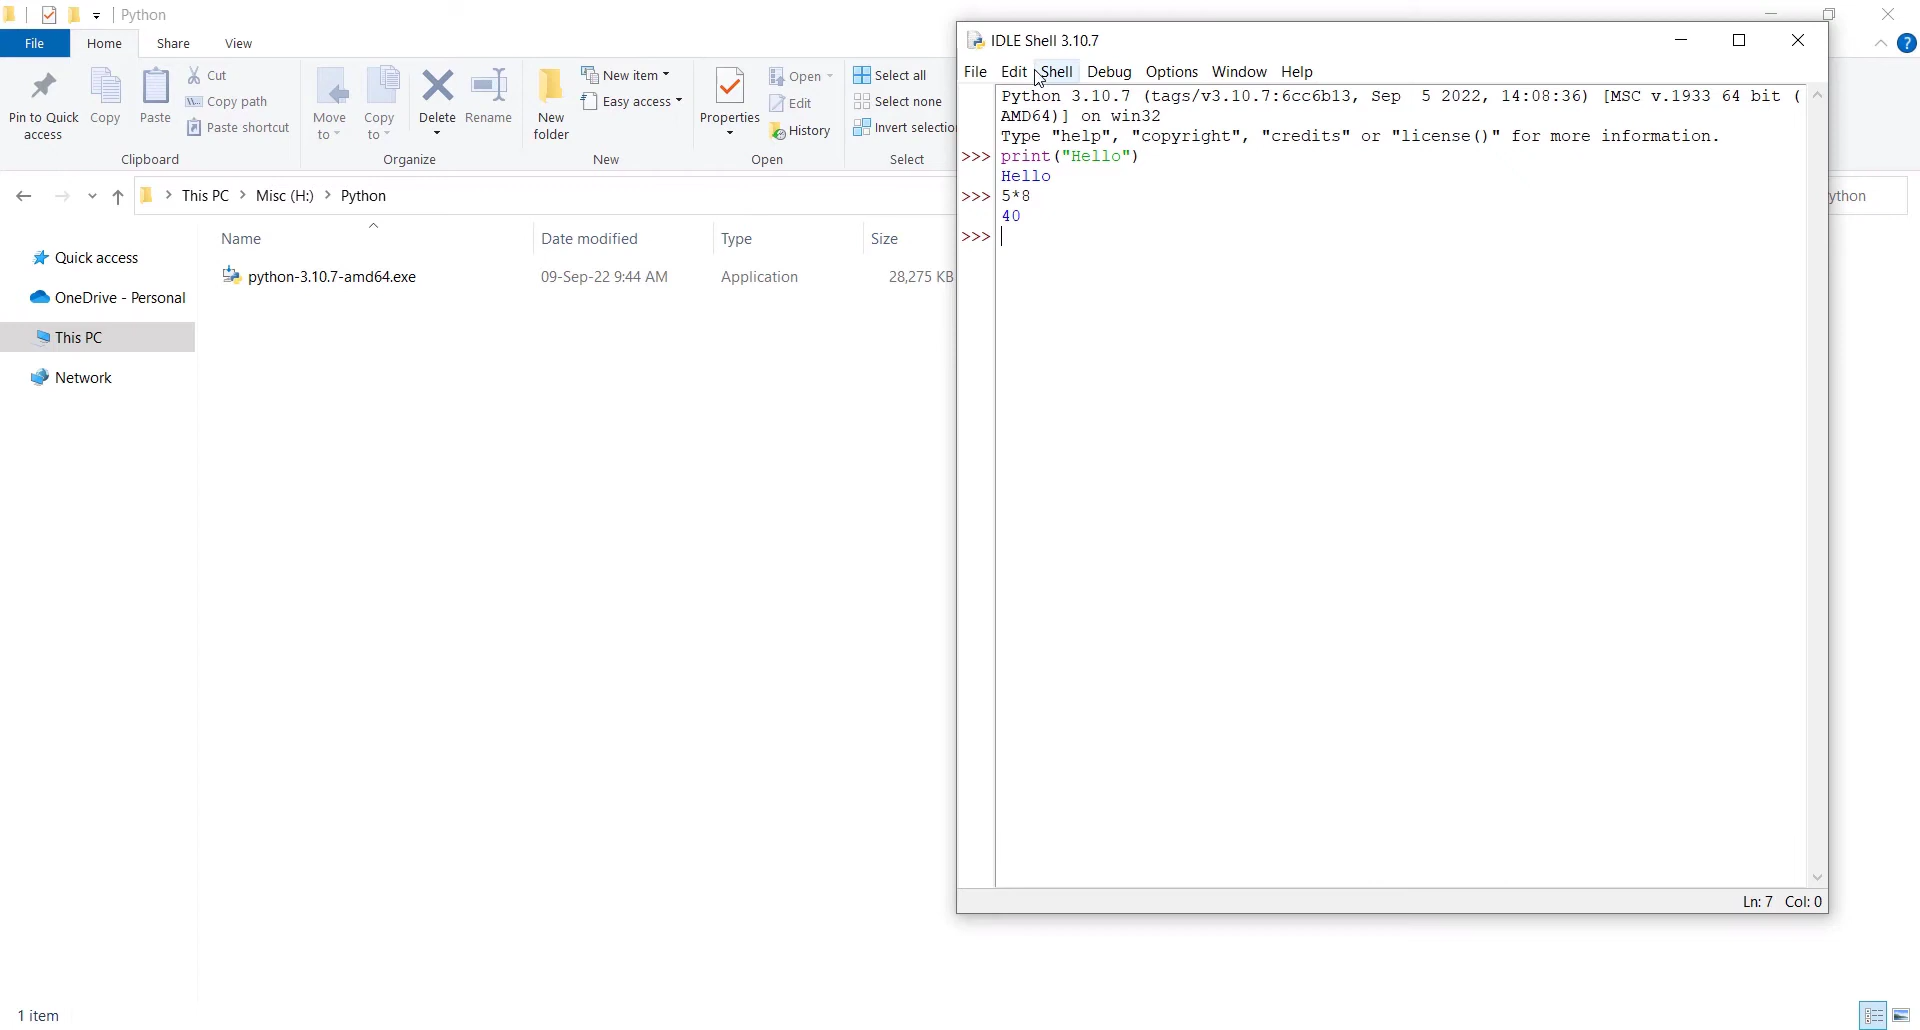 Python
File Home Share View
Pin to Quick access
Copy
Paste
Cut
Copy path
Paste shortcut
Clipboard
Move to
Copy to
Delete
Rename
Organize
New folder
New item
Easy access
New
Properties
Open
Edit
History
Open
Select all
Select none
Invert selectio
Select
This PC > Misc (H:) > Python
ython
Quick access
OneDrive - Personal
This PC
Network
Name Date modified Type Size
python-3.10.7-amd64.exe 09-Sep-22 9:44 AM Application 28,275 KB
1 item
IDLE Shell 3.10.7
File Edit Shell Debug Options Window Help
Python 3.10.7 (tags/v3.10.7:6cc6b13, Sep  5 2022, 14:08:36) [MSC v.1933 64 bit (
AMD64)] on win32
Type "help", "copyright", "credits" or "license()" for more information.
>>> print("Hello")
Hello
>>> 5*8
40
>>>
Ln: 7 Col: 0